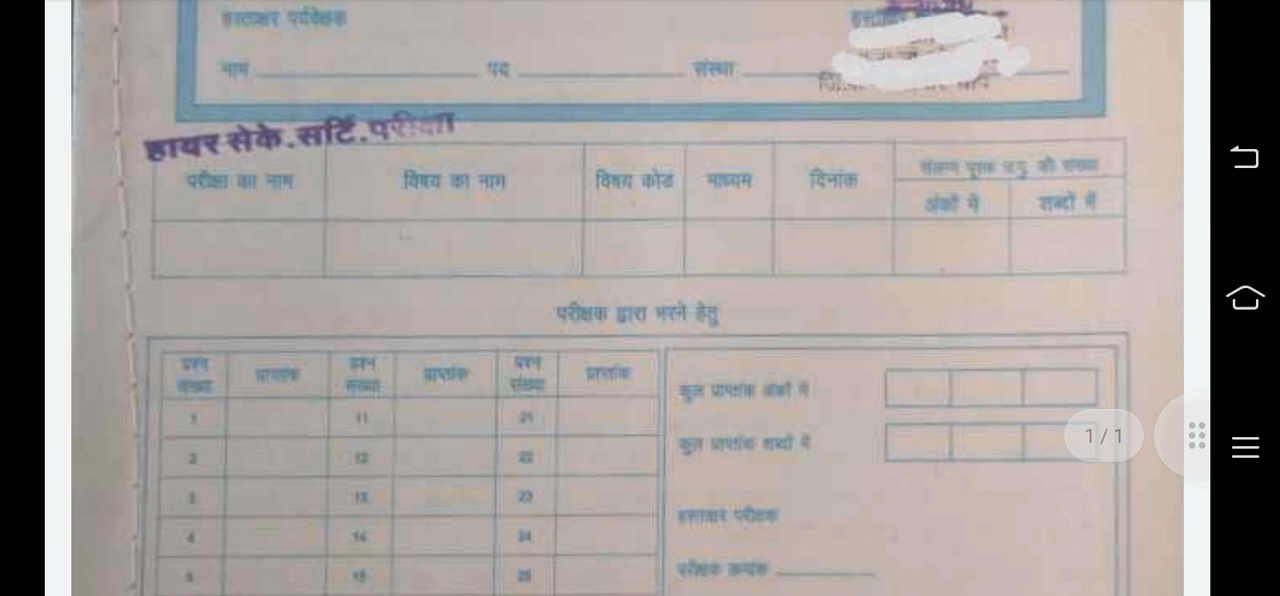 हस्ताक्षर पर्यवेक्षक
नाम पद संस्था
हायर सेके. सर्टि. परीक्षा
परीक्षा का नाम विषय का नाम विषय कोड माध्यम दिनांक की संख्या
अंकों में शब्दों में
परीक्षक द्वारा भरने हेतु
प्रश्न संख्या प्राप्तांक प्रश्न संख्या प्राप्तांक प्रश्न संख्या प्राप्तांक
कुल प्राप्तांक अंकों में
1 11 21
कुल प्राप्तांक शब्दों में
2 12 22
1/1
3 13 23
हस्ताक्षर परीक्षक
4 14 24
परीक्षक क्रमांक
5 15 25